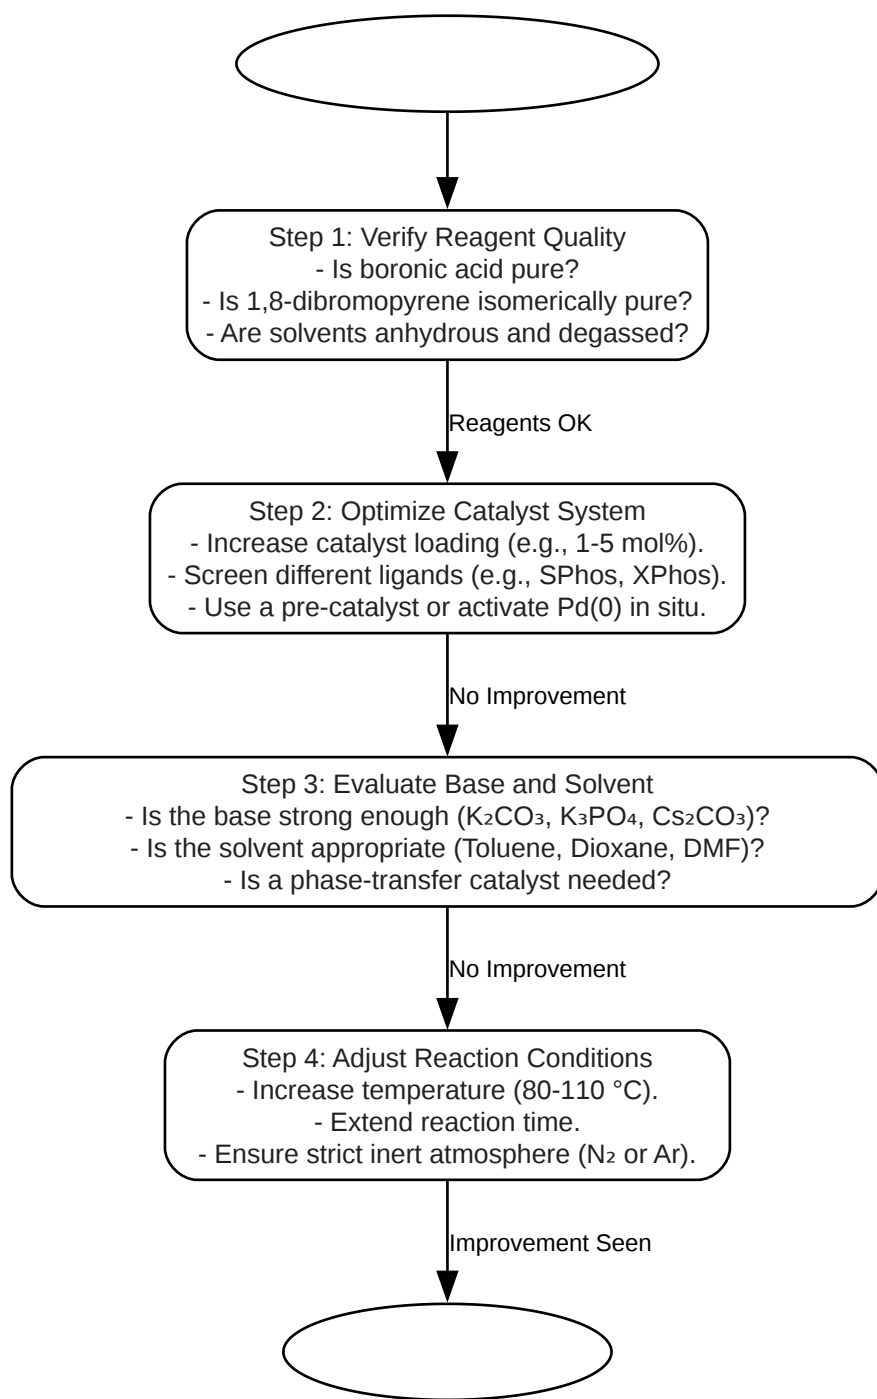 Step 1: Verify Reagent Quality
- Is boronic acid pure?
- Is 1,8-dibromopyrene isomerically pure?
- Are solvents anhydrous and degassed?
Reagents OK
Step 2: Optimize Catalyst System
- Increase catalyst loading (e.g., 1-5 mol%).
- Screen different ligands (e.g., SPhos, XPhos).
- Use a pre-catalyst or activate Pd(0) in situ.
No Improvement
Step 3: Evaluate Base and Solvent
- Is the base strong enough (K₂CO₃, K₃PO₄, Cs₂CO₃)?
- Is the solvent appropriate (Toluene, Dioxane, DMF)?
- Is a phase-transfer catalyst needed?
No Improvement
Step 4: Adjust Reaction Conditions
- Increase temperature (80-110 °C).
- Extend reaction time.
- Ensure strict inert atmosphere (N₂ or Ar).
Improvement Seen